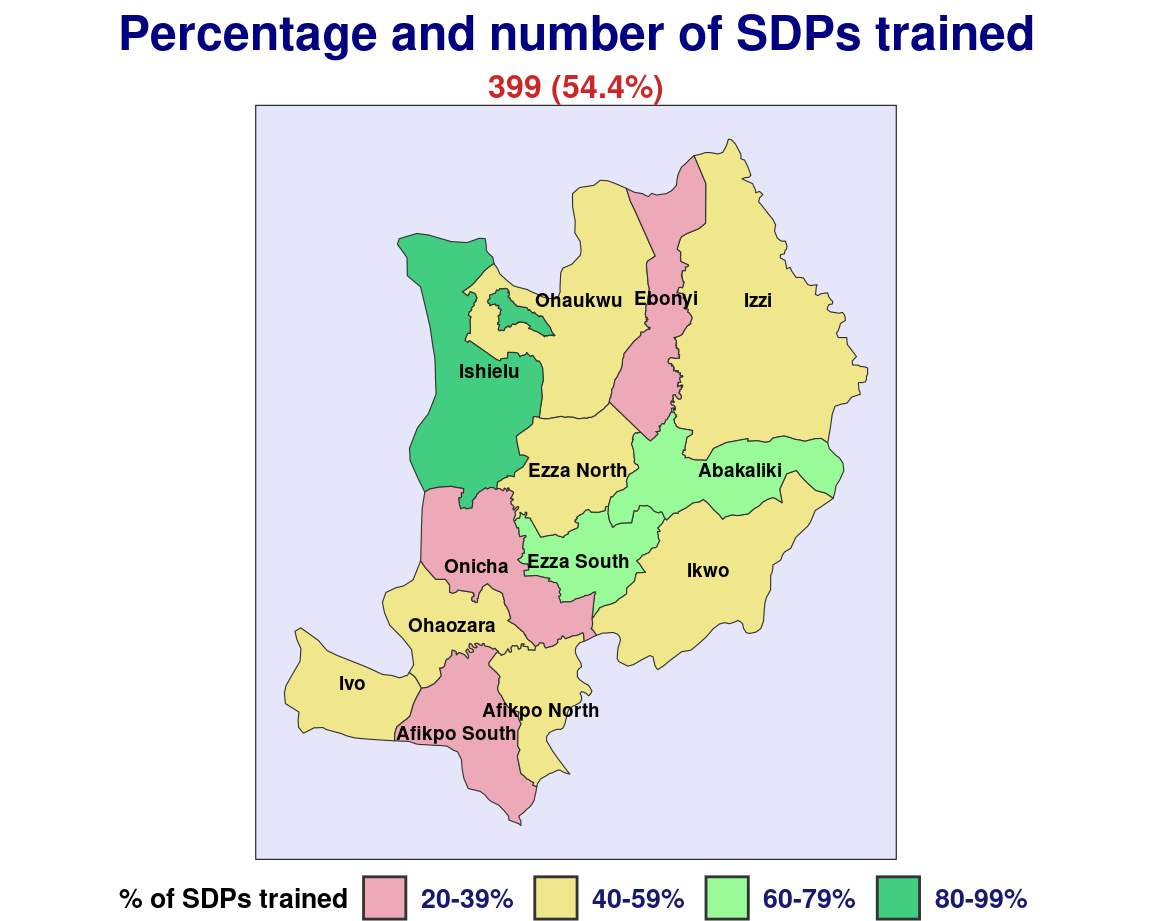 Percentage and number of SDPs trained
399 (54.4%)
Ohaukwu Ebonyi Izzi
Ishielu
Ezza North Abakaliki
Onicha Ezza South Ikwo
Ohaozara
Ivo
Afikpo North
Afikpo South
% of SDPs trained 20-39% 40-59% 60-79% 80-99%